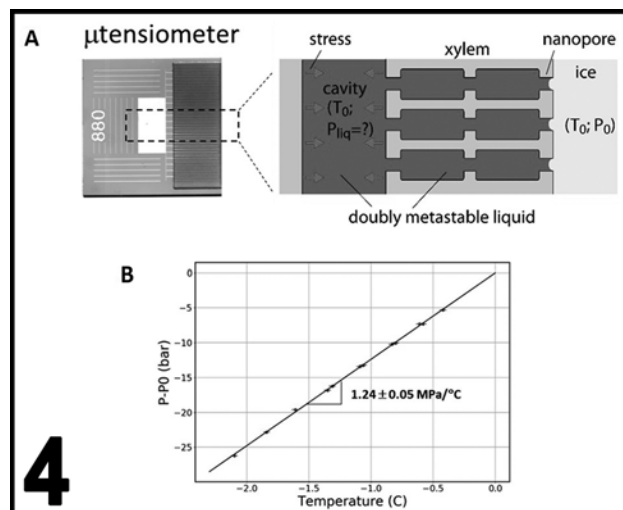 A
µtensiometer
880
stress
xylem
nanopore
cavity
(T₀;
P_liq=?)
ice
(T₀; P₀)
doubly metastable liquid
B
P-P0 (bar)
0
−5
−10
−15
−20
−25
1.24 ± 0.05 MPa/°C
−2.0
−1.5
−1.0
−0.5
0.0
Temperature (C)
4